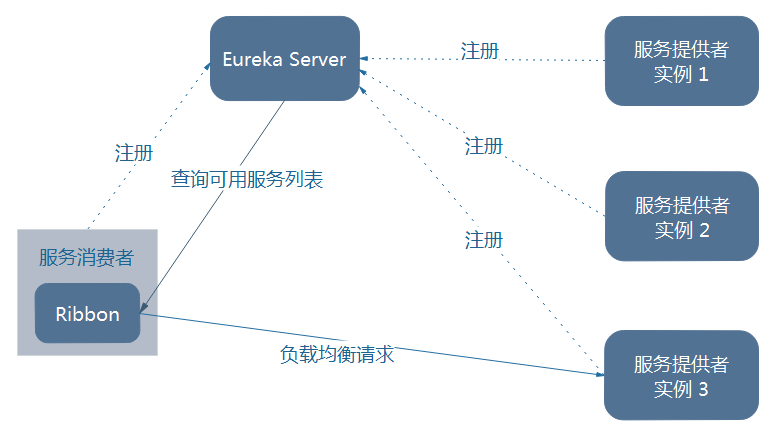 Eureka Server
注册
服务提供者
实例 1
注册
注册
查询可用服务列表
服务提供者
实例 2
注册
服务消费者
Ribbon
负载均衡请求
服务提供者
实例 3